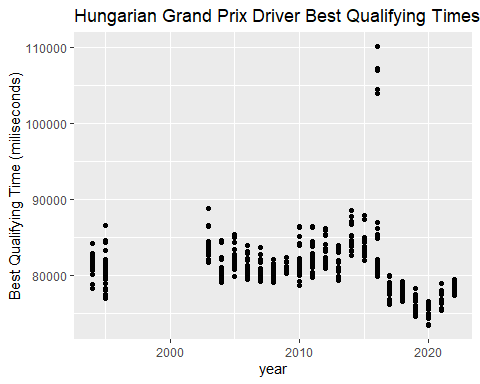 Hungarian Grand Prix Driver Best Qualifying Times
Best Qualifying Time (miliseconds)
110000
100000
90000
80000
2000
2010
2020
year